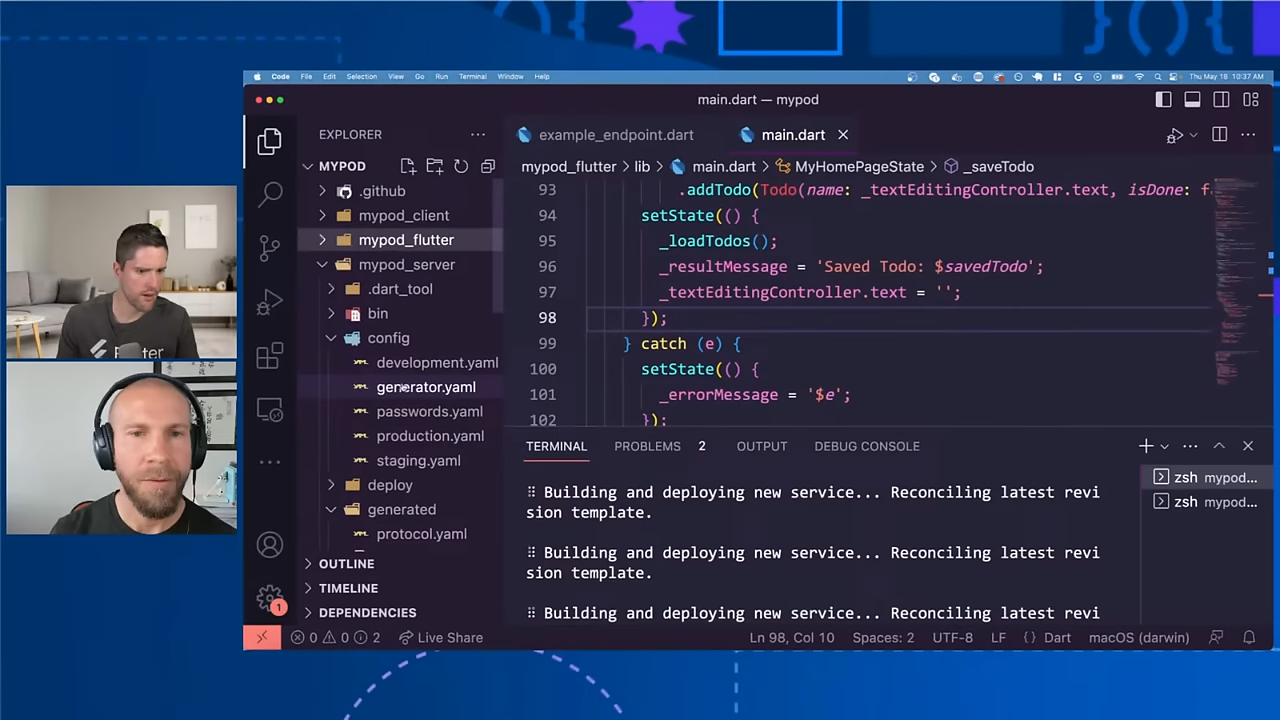 Code File Edit Selection View Go Run Terminal Window Help
Thu May 18 10:37 AM
main.dart — mypod
EXPLORER
MYPOD
.github
mypod_client
mypod_flutter
mypod_server
.dart_tool
bin
config
development.yaml
generator.yaml
passwords.yaml
production.yaml
staging.yaml
deploy
generated
protocol.yaml
OUTLINE
TIMELINE
DEPENDENCIES
example_endpoint.dart
main.dart
mypod_flutter > lib > main.dart > MyHomePageState > _saveTodo
93 .addTodo(Todo(name: _textEditingController.text, isDone: f
94 setState(() {
95 _loadTodos();
96 _resultMessage = 'Saved Todo: $savedTodo';
97 _textEditingController.text = '';
98 });
99 } catch (e) {
100 setState(() {
101 _errorMessage = '$e';
102 });
TERMINAL PROBLEMS 2 OUTPUT DEBUG CONSOLE
⠿ Building and deploying new service... Reconciling latest revi
sion template.
⠿ Building and deploying new service... Reconciling latest revi
sion template.
⠿ Building and deploying new service... Reconciling latest revi
zsh mypod...
zsh mypod...
1
0 0 2 Live Share
Ln 98, Col 10 Spaces: 2 UTF-8 LF {} Dart macOS (darwin)